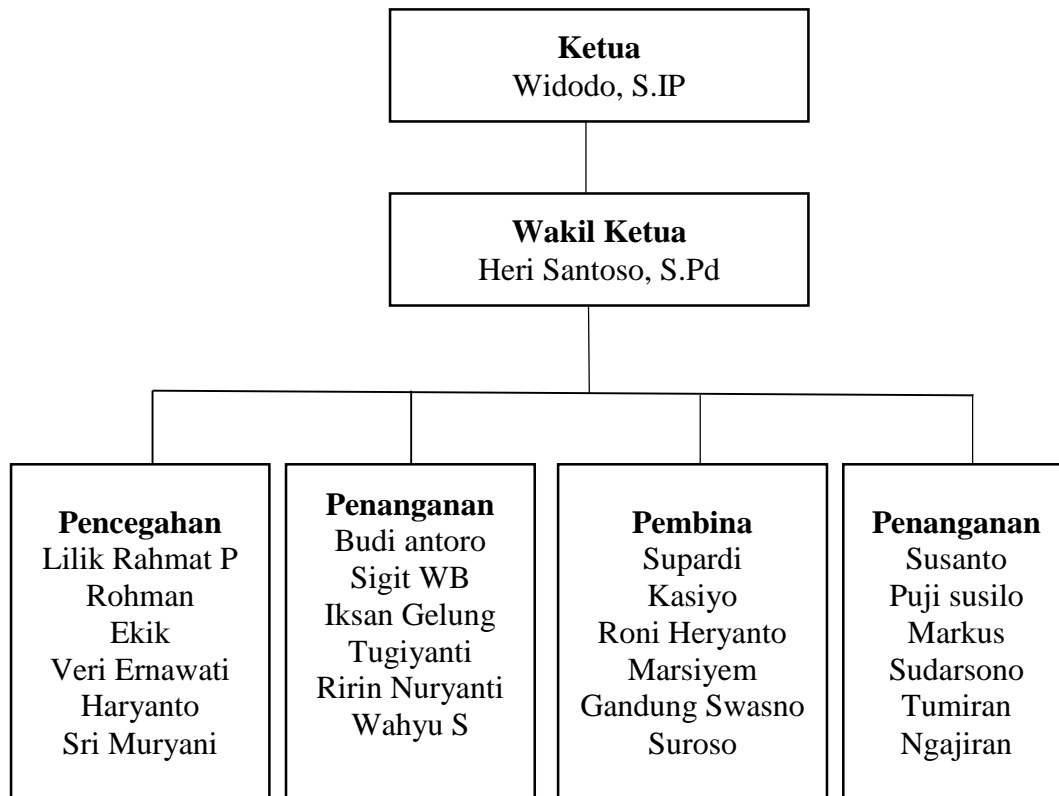 Ketua
Widodo, S.IP
Wakil Ketua
Heri Santoso, S.Pd
Pencegahan
Lilik Rahmat P
Rohman
Ekik
Veri Ernawati
Haryanto
Sri Muryani
Penanganan
Budi antoro
Sigit WB
Iksan Gelung
Tugiyanti
Ririn Nuryanti
Wahyu S
Pembina
Supardi
Kasiyo
Roni Heryanto
Marsiyem
Gandung Swasno
Suroso
Penanganan
Susanto
Puji susilo
Markus
Sudarsono
Tumiran
Ngajiran